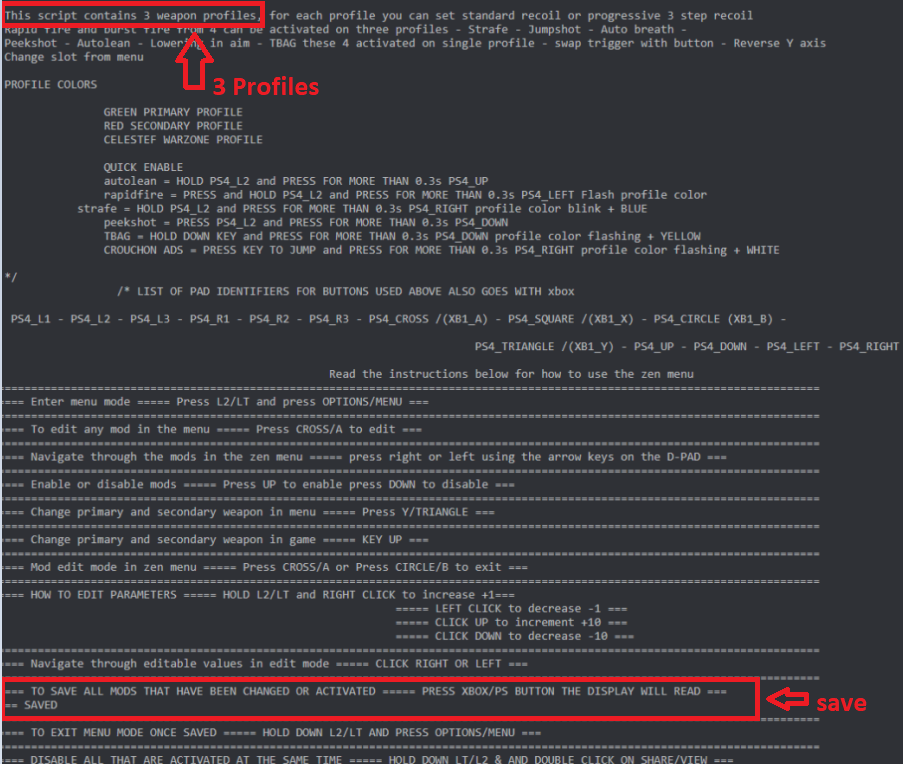 This script contains 3 weapon profiles, for each profile you can set standard recoil or progressive 3 step recoil
Rapid fire and burst fire from 4 can be activated on three profiles - Strafe - Jumpshot - Auto breath -
Peekshot - Autolean - Lowering in aim - TBAG these 4 activated on single profile - swap trigger with button - Reverse Y axis
Change slot from menu
3 Profiles
PROFILE COLORS
GREEN PRIMARY PROFILE
RED SECONDARY PROFILE
CELESTEF WARZONE PROFILE
QUICK ENABLE
autolean = HOLD PS4_L2 and PRESS FOR MORE THAN 0.3s PS4_UP
rapidfire = PRESS and HOLD PS4_L2 and PRESS FOR MORE THAN 0.3s PS4_LEFT Flash profile color
strafe = HOLD PS4_L2 and PRESS FOR MORE THAN 0.3s PS4_RIGHT profile color blink + BLUE
peekshot = PRESS PS4_L2 and PRESS FOR MORE THAN 0.3s PS4_DOWN
TBAG = HOLD DOWN KEY and PRESS FOR MORE THAN 0.3s PS4_DOWN profile color flashing + YELLOW
CROUCHON ADS = PRESS KEY TO JUMP and PRESS FOR MORE THAN 0.3s PS4_RIGHT profile color flashing + WHITE
*/
/* LIST OF PAD IDENTIFIERS FOR BUTTONS USED ABOVE ALSO GOES WITH xbox
PS4_L1 - PS4_L2 - PS4_L3 - PS4_R1 - PS4_R2 - PS4_R3 - PS4_CROSS /(XB1_A) - PS4_SQUARE /(XB1_X) - PS4_CIRCLE (XB1_B) -
PS4_TRIANGLE /(XB1_Y) - PS4_UP - PS4_DOWN - PS4_LEFT - PS4_RIGHT
Read the instructions below for how to use the zen menu
==== Enter menu mode ===== Press L2/LT and press OPTIONS/MENU ===
==== To edit any mod in the menu ===== Press CROSS/A to edit ===
==== Navigate through the mods in the zen menu ===== press right or left using the arrow keys on the D-PAD ===
==== Enable or disable mods ===== Press UP to enable press DOWN to disable ===
==== Change primary and secondary weapon in menu ===== Press Y/TRIANGLE ===
==== Change primary and secondary weapon in game ===== KEY UP ===
==== Mod edit mode in zen menu ===== Press CROSS/A or Press CIRCLE/B to exit ===
==== HOW TO EDIT PARAMETERS ===== HOLD L2/LT and RIGHT CLICK to increase +1===
===== LEFT CLICK to decrease -1 ===
===== CLICK UP to increment +10 ===
===== CLICK DOWN to decrease -10 ===
==== Navigate through editable values in edit mode ===== CLICK RIGHT OR LEFT ===
=== TO SAVE ALL MODS THAT HAVE BEEN CHANGED OR ACTIVATED ===== PRESS XBOX/PS BUTTON THE DISPLAY WILL READ ===
== SAVED
save
==== TO EXIT MENU MODE ONCE SAVED ===== HOLD DOWN L2/LT AND PRESS OPTIONS/MENU ===
==== DISABLE ALL THAT ARE ACTIVATED AT THE SAME TIME ===== HOLD DOWN LT/L2 & AND DOUBLE CLICK ON SHARE/VIEW ===